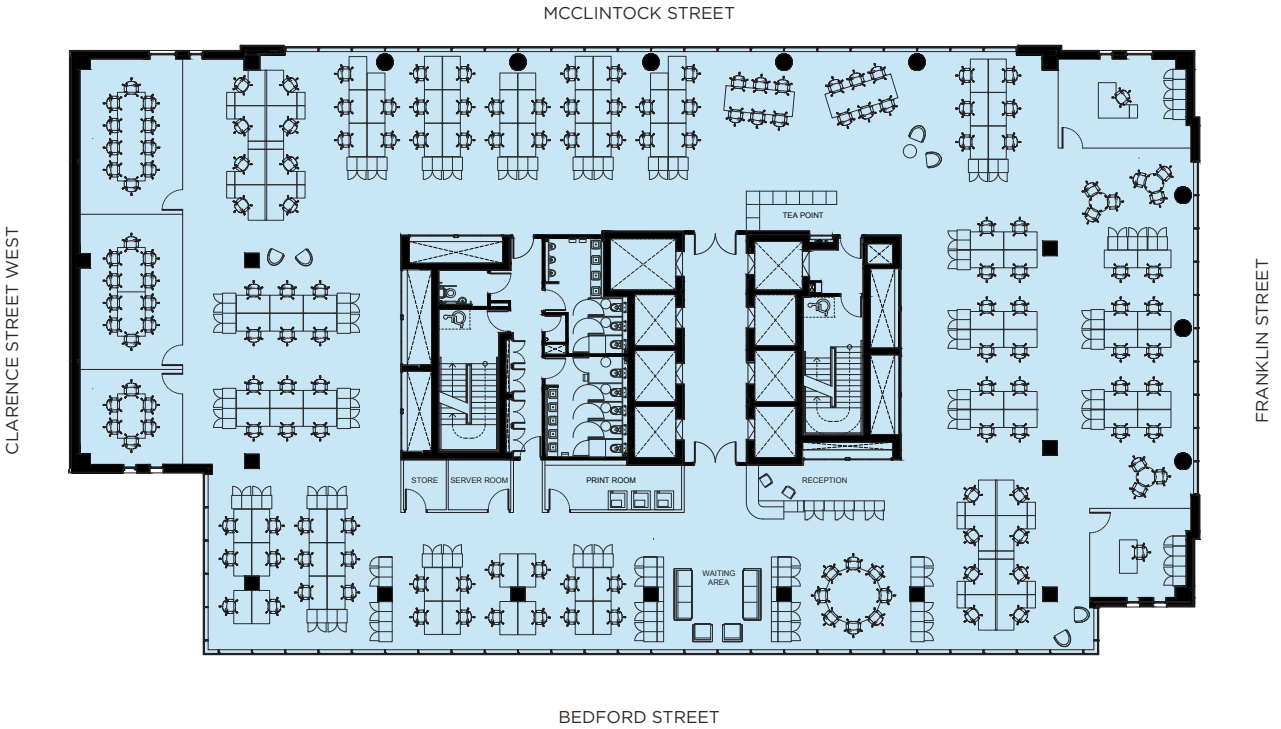 MCCLINTOCK STREET
CLARENCE STREET WEST
FRANKLIN STREET
TEA POINT
STORE
SERVER ROOM
PRINT ROOM
RECEPTION
WAITING
AREA
BEDFORD STREET